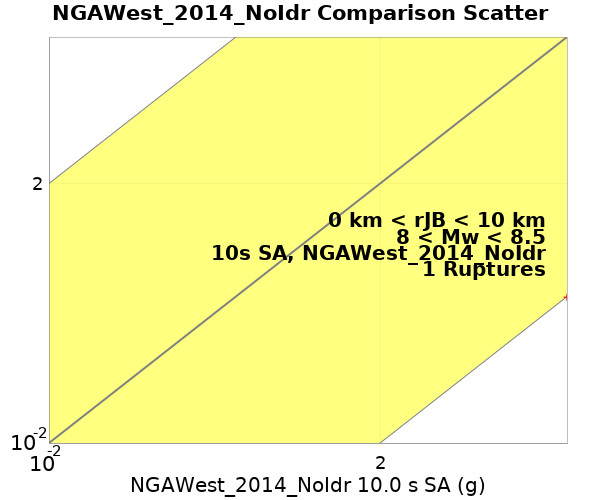 NGAWest_2014_NoIdr Comparison Scatter
2
0 km < rJB < 10 km
8 < Mw < 8.5
10s SA, NGAWest_2014_NoIdr
1 Ruptures
10-2
10-2
2
NGAWest_2014_NoIdr 10.0 s SA (g)